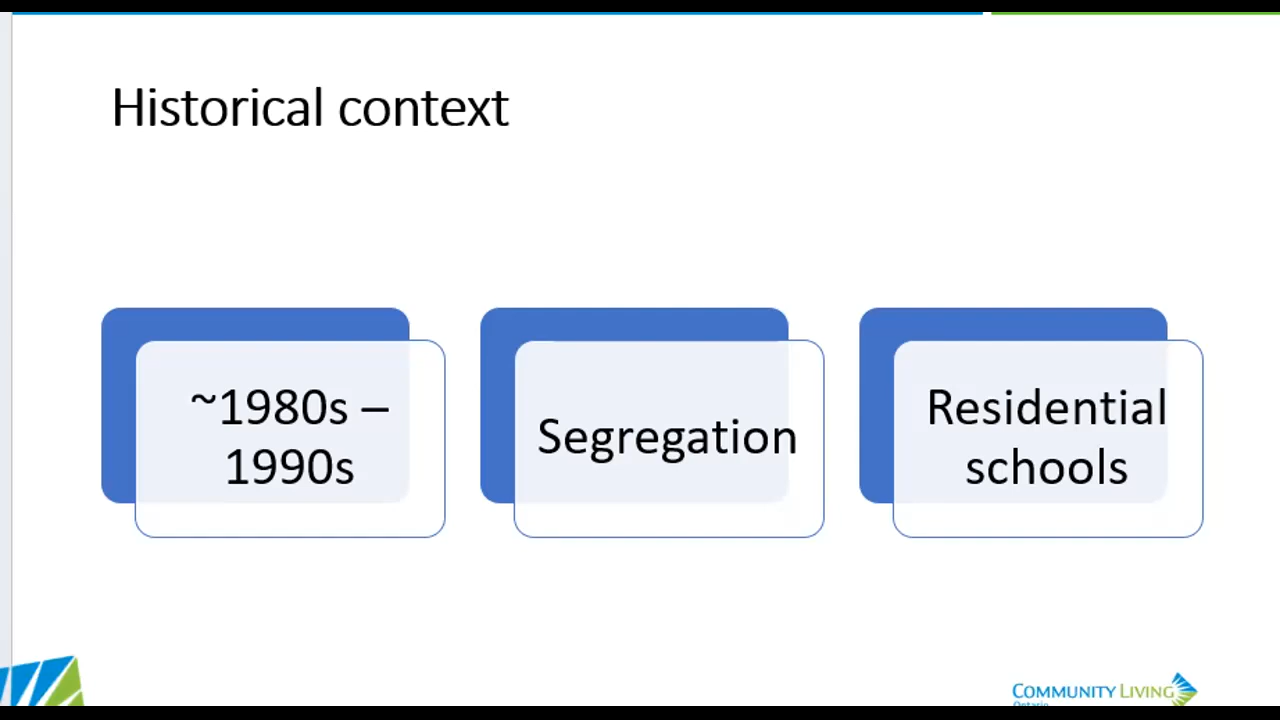 Historical context
~1980s –
1990s
Segregation
Residential
schools
COMMUNITY LIVING
Ontario